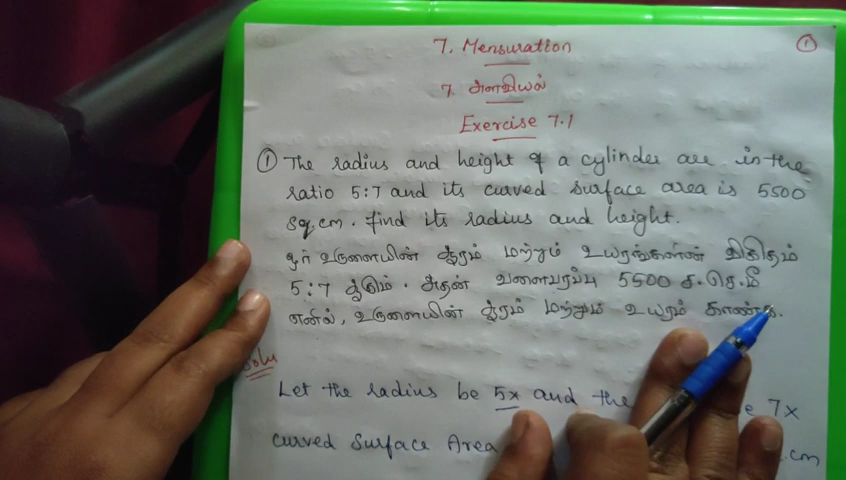 ①
7. Mensuration
7. அளவியல்
Exercise 7.1
① The radius and height of a cylinder are in the
ratio 5:7 and its curved surface area is 5500
sq.cm. find its radius and height.
ஓர் உருளையின் ஆரம் மற்றும் உயரங்களின் விகிதம்
5:7 ஆகும். அதன் வளைபரப்பு 5500 ச.செ.மீ
எனில், உருளையின் ஆரம் மற்றும் உயரம் காண்க.
Solu
Let the radius be 5x and the 7x
curved Surface Area .cm